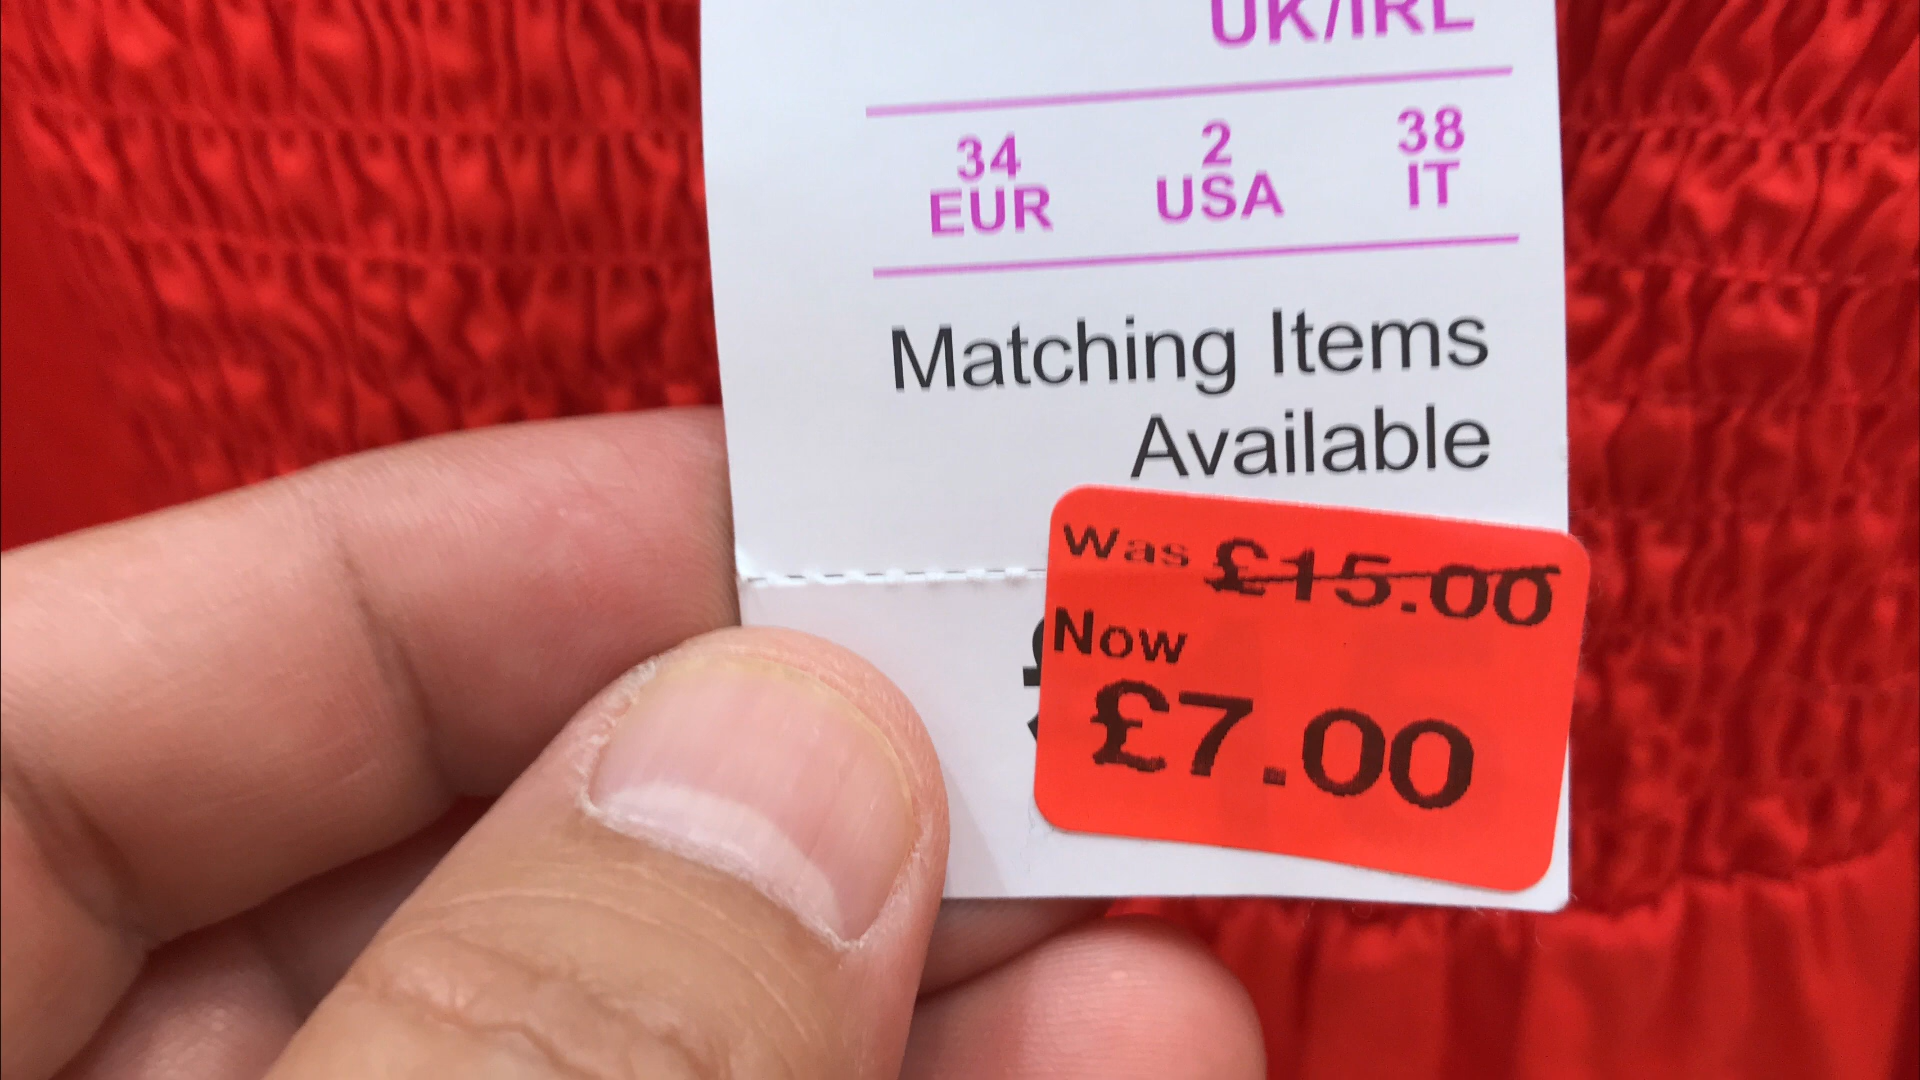 UK/IRL
34 2 38
EUR USA IT
Matching Items
Available
Was £15.00
Now
£7.00